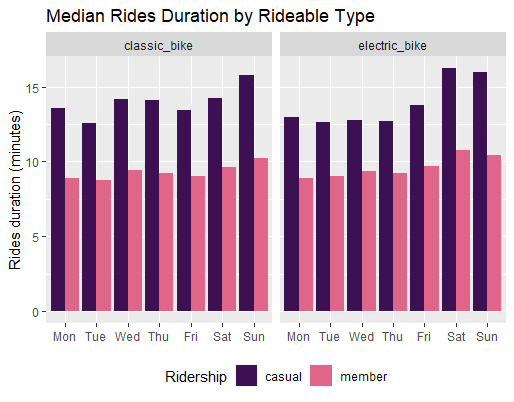 Median Rides Duration by Rideable Type
classic_bike electric_bike
Rides duration (minutes)
15
10
5
0
Mon Tue Wed Thu Fri Sat Sun Mon Tue Wed Thu Fri Sat Sun
Ridership casual member